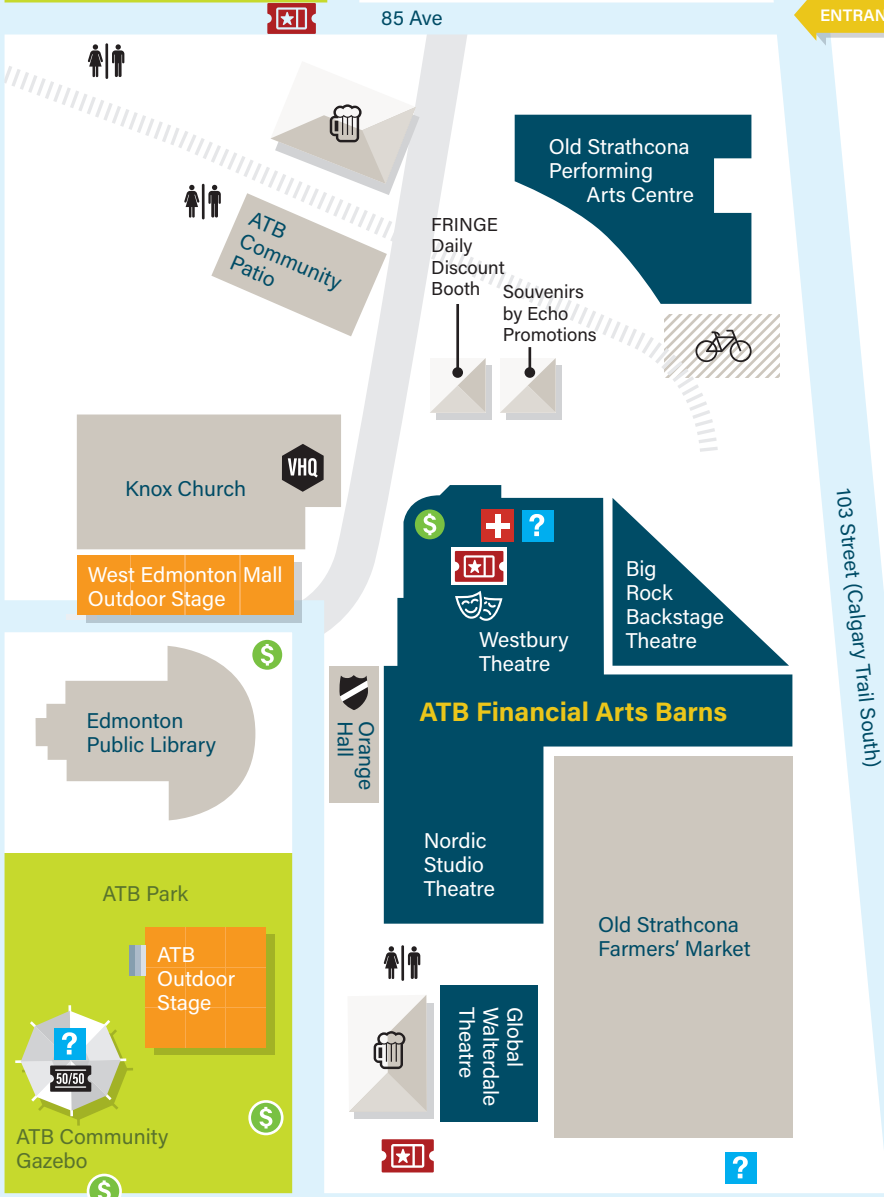 85 Ave
ENTRAN
Old Strathcona
Performing
Arts Centre
ATB
Community
Patio
FRINGE
Daily
Discount
Booth
Souvenirs
by Echo
Promotions
Knox Church
VHQ
West Edmonton Mall
Outdoor Stage
$
?
Big
Rock
Backstage
Theatre
Westbury
Theatre
103 Street (Calgary Trail South)
$
Edmonton
Public Library
Orange
Hall
ATB Financial Arts Barns
Nordic
Studio
Theatre
ATB Park
ATB
Outdoor
Stage
Old Strathcona
Farmers’ Market
Global
Walterdale
Theatre
?
50/50
$
ATB Community
Gazebo
$
?